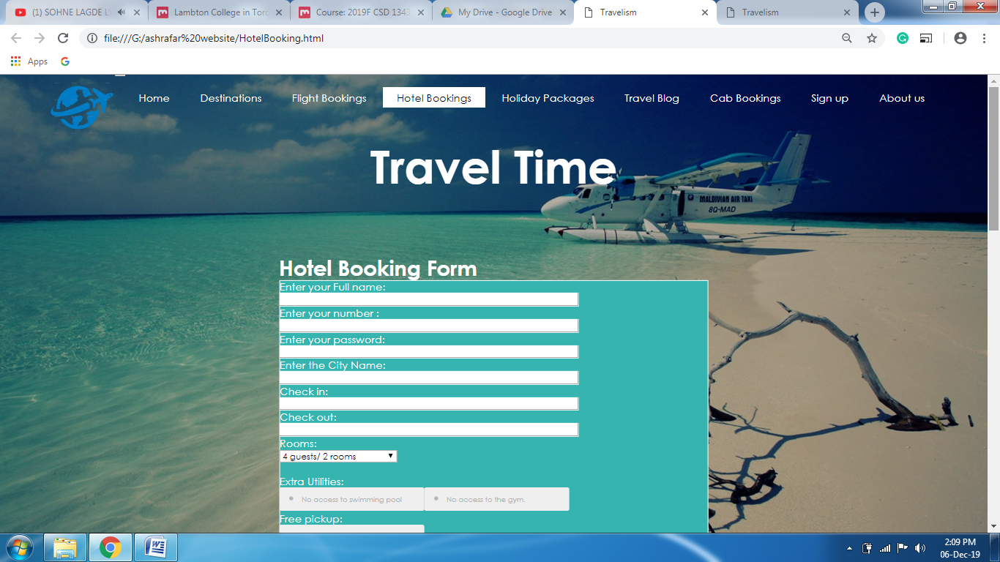 (1) SOHNE LAGDE L
Lambton College in Toro
Course: 2019F CSD 1343
My Drive - Google Drive
Travelism
Travelism
file:///G:/ashrafar%20website/HotelBooking.html
Apps
Home Destinations Flight Bookings Hotel Bookings Holiday Packages Travel Blog Cab Bookings Sign up About us
Travel Time
MALDIVIAN AIR TAXI
8Q-MAD
Hotel Booking Form
Enter your Full name:
Enter your number :
Enter your password:
Enter the City Name:
Check in:
Check out:
Rooms:
4 guests/ 2 rooms
Extra Utilities:
No access to swimming pool No access to the gym.
Free pickup:
2:09 PM
06-Dec-19